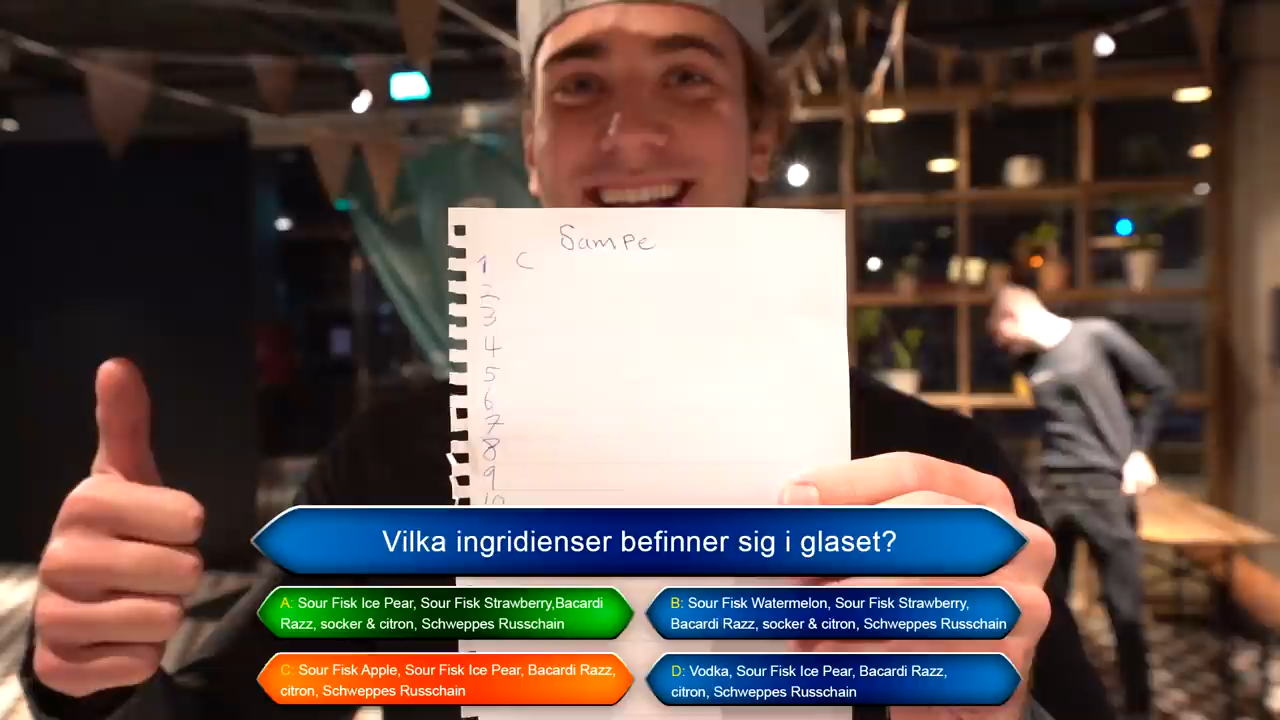 Sampe
1 C
2
3
4
5
6
7
8
9
10
Vilka ingridienser befinner sig i glaset?
A: Sour Fisk Ice Pear, Sour Fisk Strawberry,Bacardi
Razz, socker & citron, Schweppes Russchain
B: Sour Fisk Watermelon, Sour Fisk Strawberry,
Bacardi Razz, socker & citron, Schweppes Russchain
C: Sour Fisk Apple, Sour Fisk Ice Pear, Bacardi Razz,
citron, Schweppes Russchain
D: Vodka, Sour Fisk Ice Pear, Bacardi Razz,
citron, Schweppes Russchain